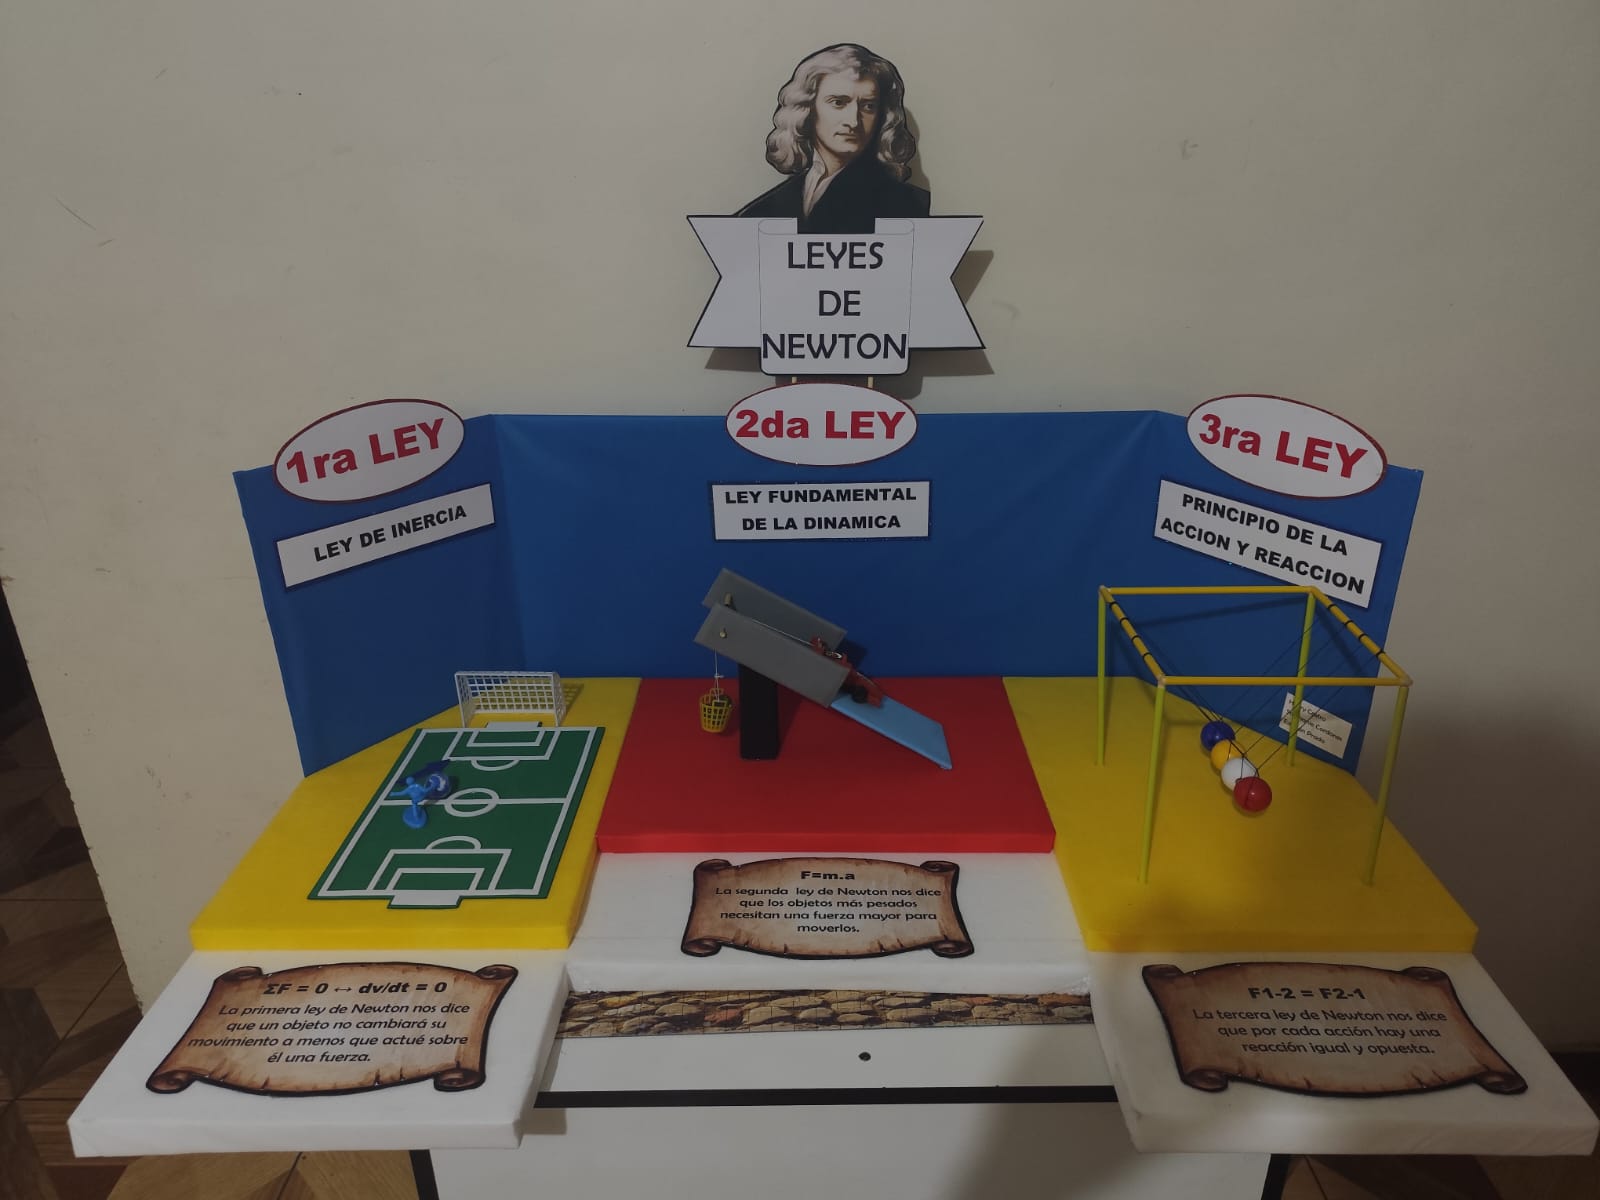 LEYES
DE
NEWTON
1ra LEY
LEY DE INERCIA
2da LEY
LEY FUNDAMENTAL
DE LA DINAMICA
3ra LEY
PRINCIPIO DE LA
ACCION Y REACCION
Castro
Cardona
Prado
ΣF = 0 ↔ dv/dt = 0
La primera ley de Newton nos dice
que un objeto no cambiará su
movimiento a menos que actué sobre
él una fuerza.
F=m.a
La segunda ley de Newton nos dice
que los objetos más pesados
necesitan una fuerza mayor para
moverlos.
F1-2 = F2-1
La tercera ley de Newton nos dice
que por cada acción hay una
reacción igual y opuesta.